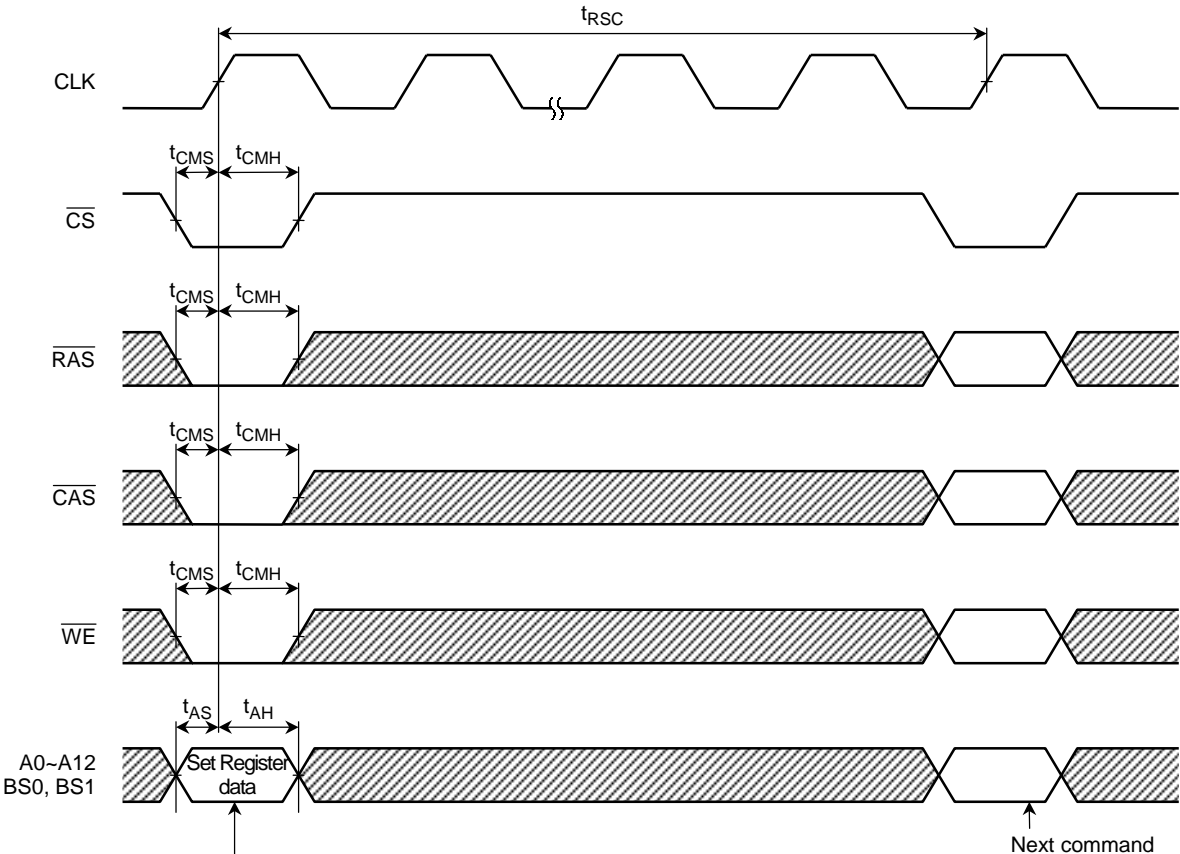 tRSC
CLK
tCMS tCMH
CS
tCMS tCMH
RAS
tCMS tCMH
CAS
tCMS tCMH
WE
tAS tAH
A0~A12
BS0, BS1
Set Register
data
Next command